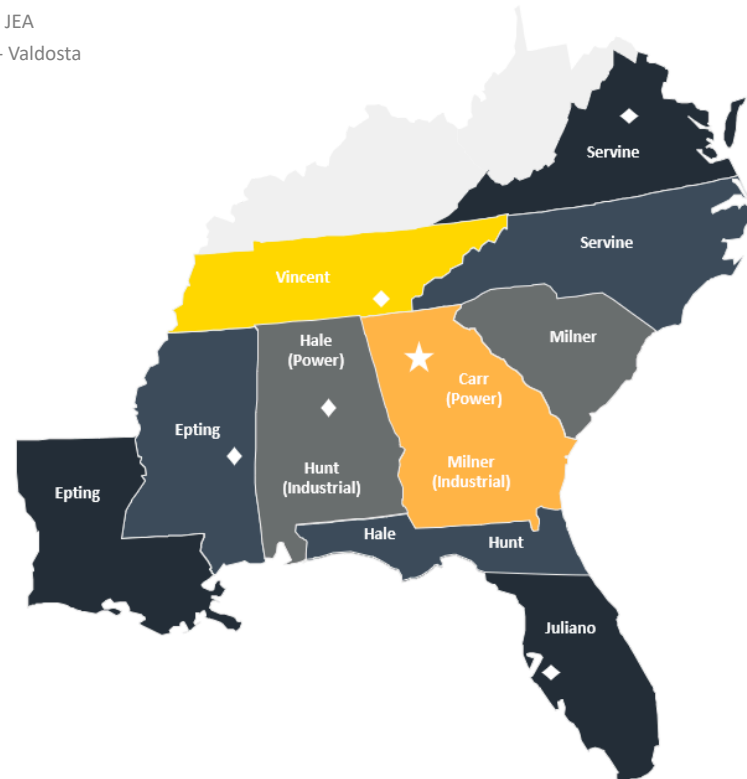 JEA
- Valdosta
Servine
Servine
Vincent
Hale
(Power)
Milner
Carr
(Power)
Epting
Hunt
(Industrial)
Milner
(Industrial)
Epting
Hale
Hunt
Juliano